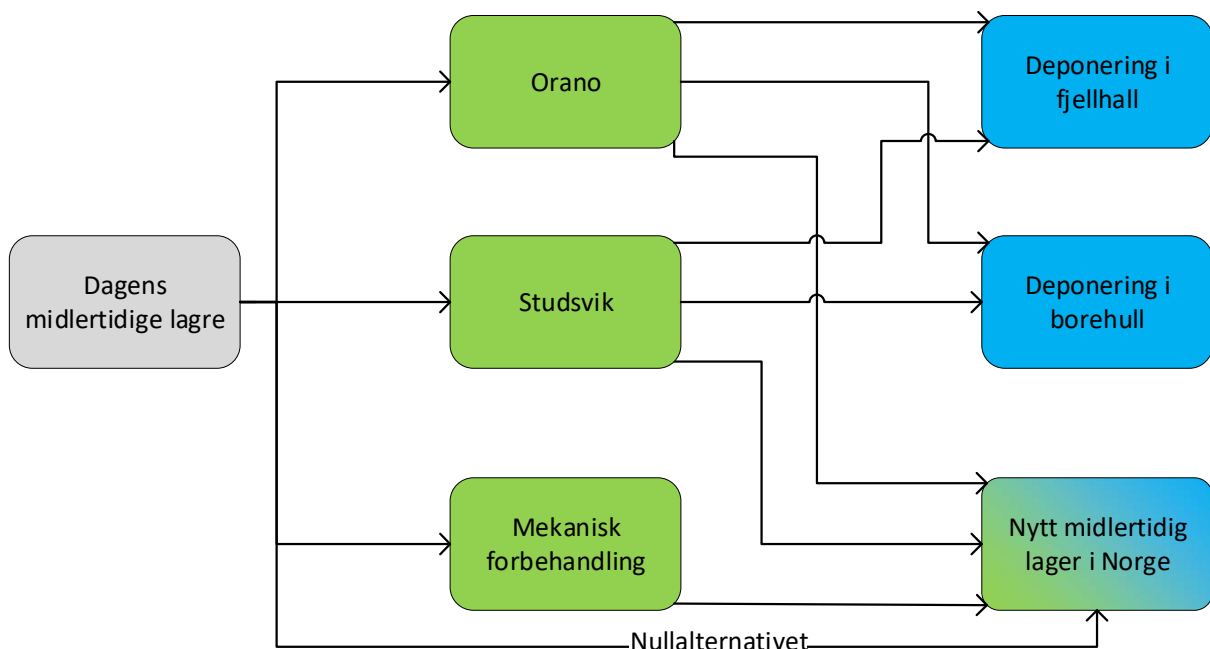 Orano
Deponering i
fjellhall
Dagens
midlertidige lagre
Studsvik
Deponering i
borehull
Mekanisk
forbehandling
Nytt midlertidig
lager i Norge
Nullalternativet